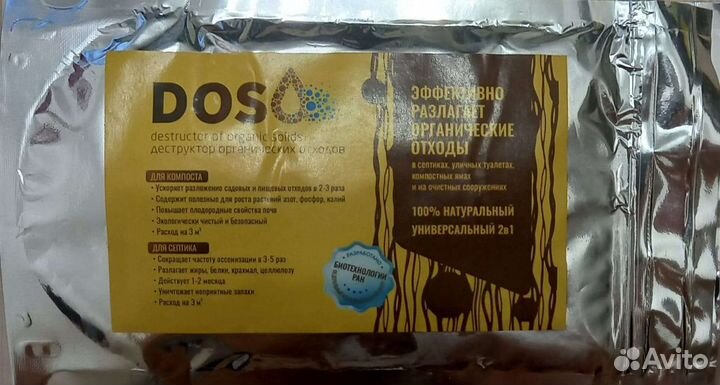 DOS
destructor of organic solids
деструктор органических отходов
ДЛЯ КОМПОСТА
• Ускоряет разложению садовых и пищевых отходов в 2-3 раза
• Содержит полезные для роста растений азот, фосфор, калий
• Повышает плодородные свойства почв
• Экологически чистый и безопасный
• Расход на 3 м³
ДЛЯ СЕПТИКА
• Сокращает частоту ассенизации в 3-5 раз
• Разлагает жиры, белки, крахмал, целлюлозу
• Действует 1-2 месяца
• Уничтожает неприятные запахи
• Расход на 3 м³
РАЗРАБОТАНО
БИОТЕХНОЛОГИИ
РАН
ЭФФЕКТИВНО
РАЗЛАГАЕТ
ОРГАНИЧЕСКИЕ
ОТХОДЫ
в септиках, уличных туалетах,
компостных ямах
и на очистных сооружениях
100% НАТУРАЛЬНЫЙ
УНИВЕРСАЛЬНЫЙ 2в1
Avito